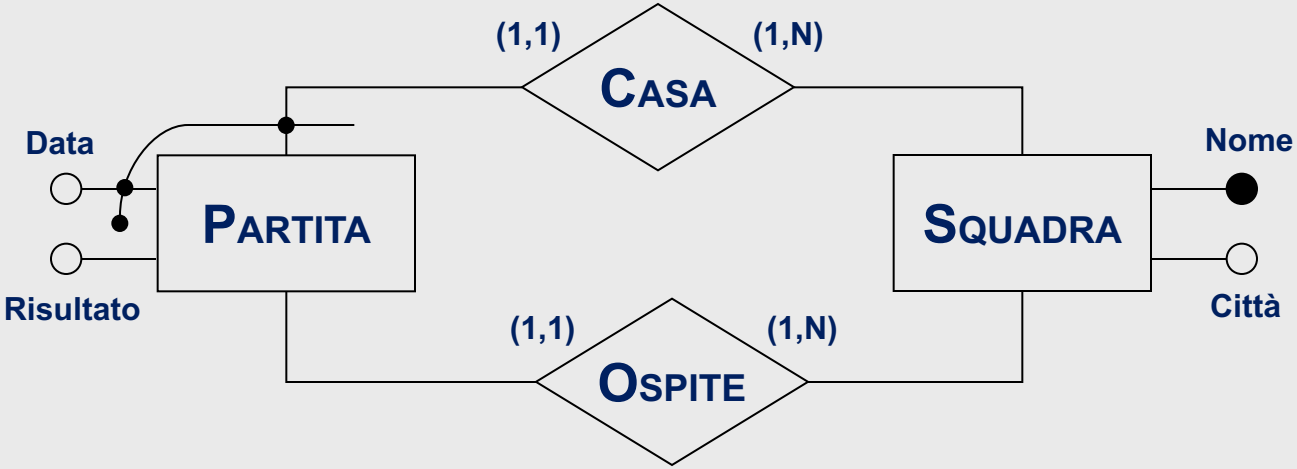 (1,1)
(1,N)
CASA
Data
Nome
PARTITA
SQUADRA
Risultato
Città
(1,1)
(1,N)
OSPITE